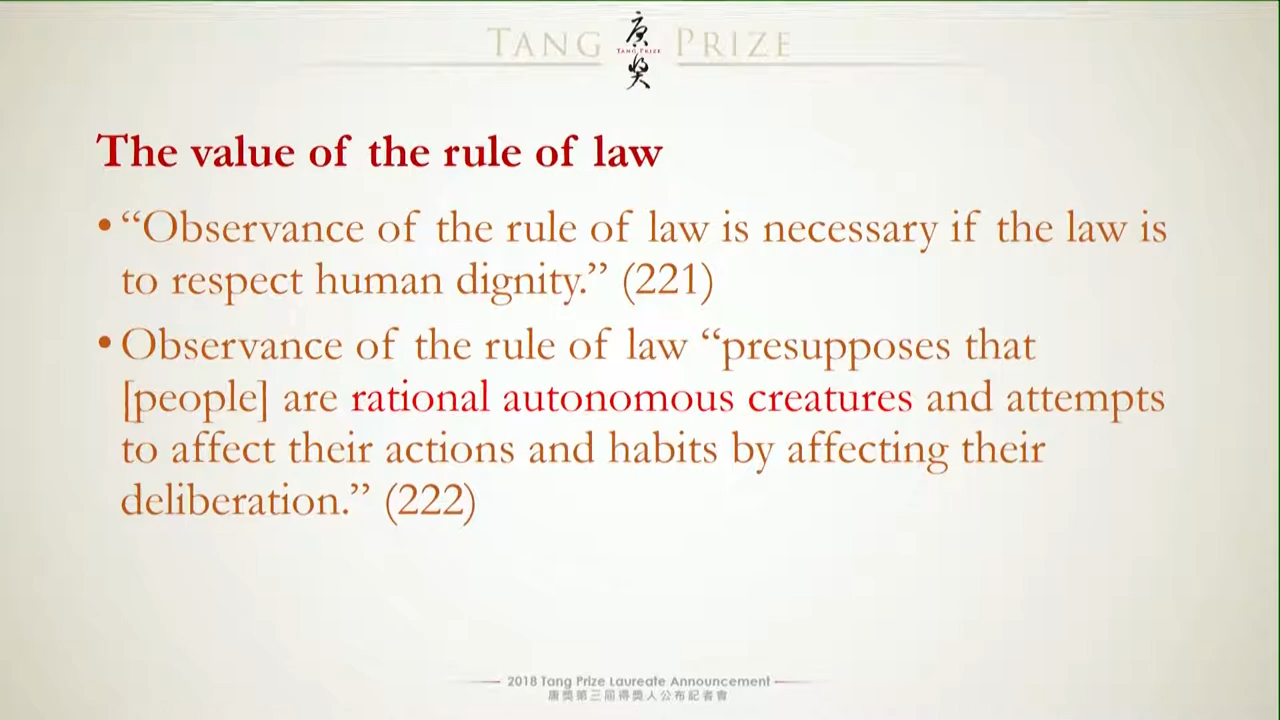 TANG 唐獎 PRIZE
TANG PRIZE
The value of the rule of law
• “Observance of the rule of law is necessary if the law is
to respect human dignity.” (221)
• Observance of the rule of law “presupposes that
[people] are rational autonomous creatures and attempts
to affect their actions and habits by affecting their
deliberation.” (222)
2018 Tang Prize Laureate Announcement
唐獎第三屆得獎人公布記者會